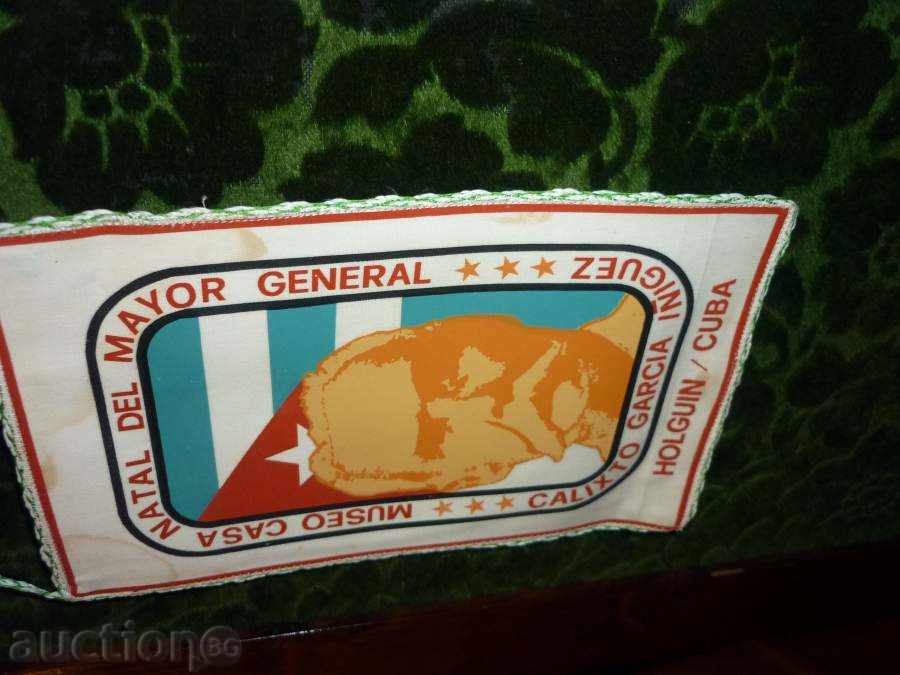 MUSEO CASA NATAL DEL MAYOR GENERAL ★★★
CALIXTO GARCIA IÑIGUEZ ★★★
HOLGUIN / CUBA
auction BG